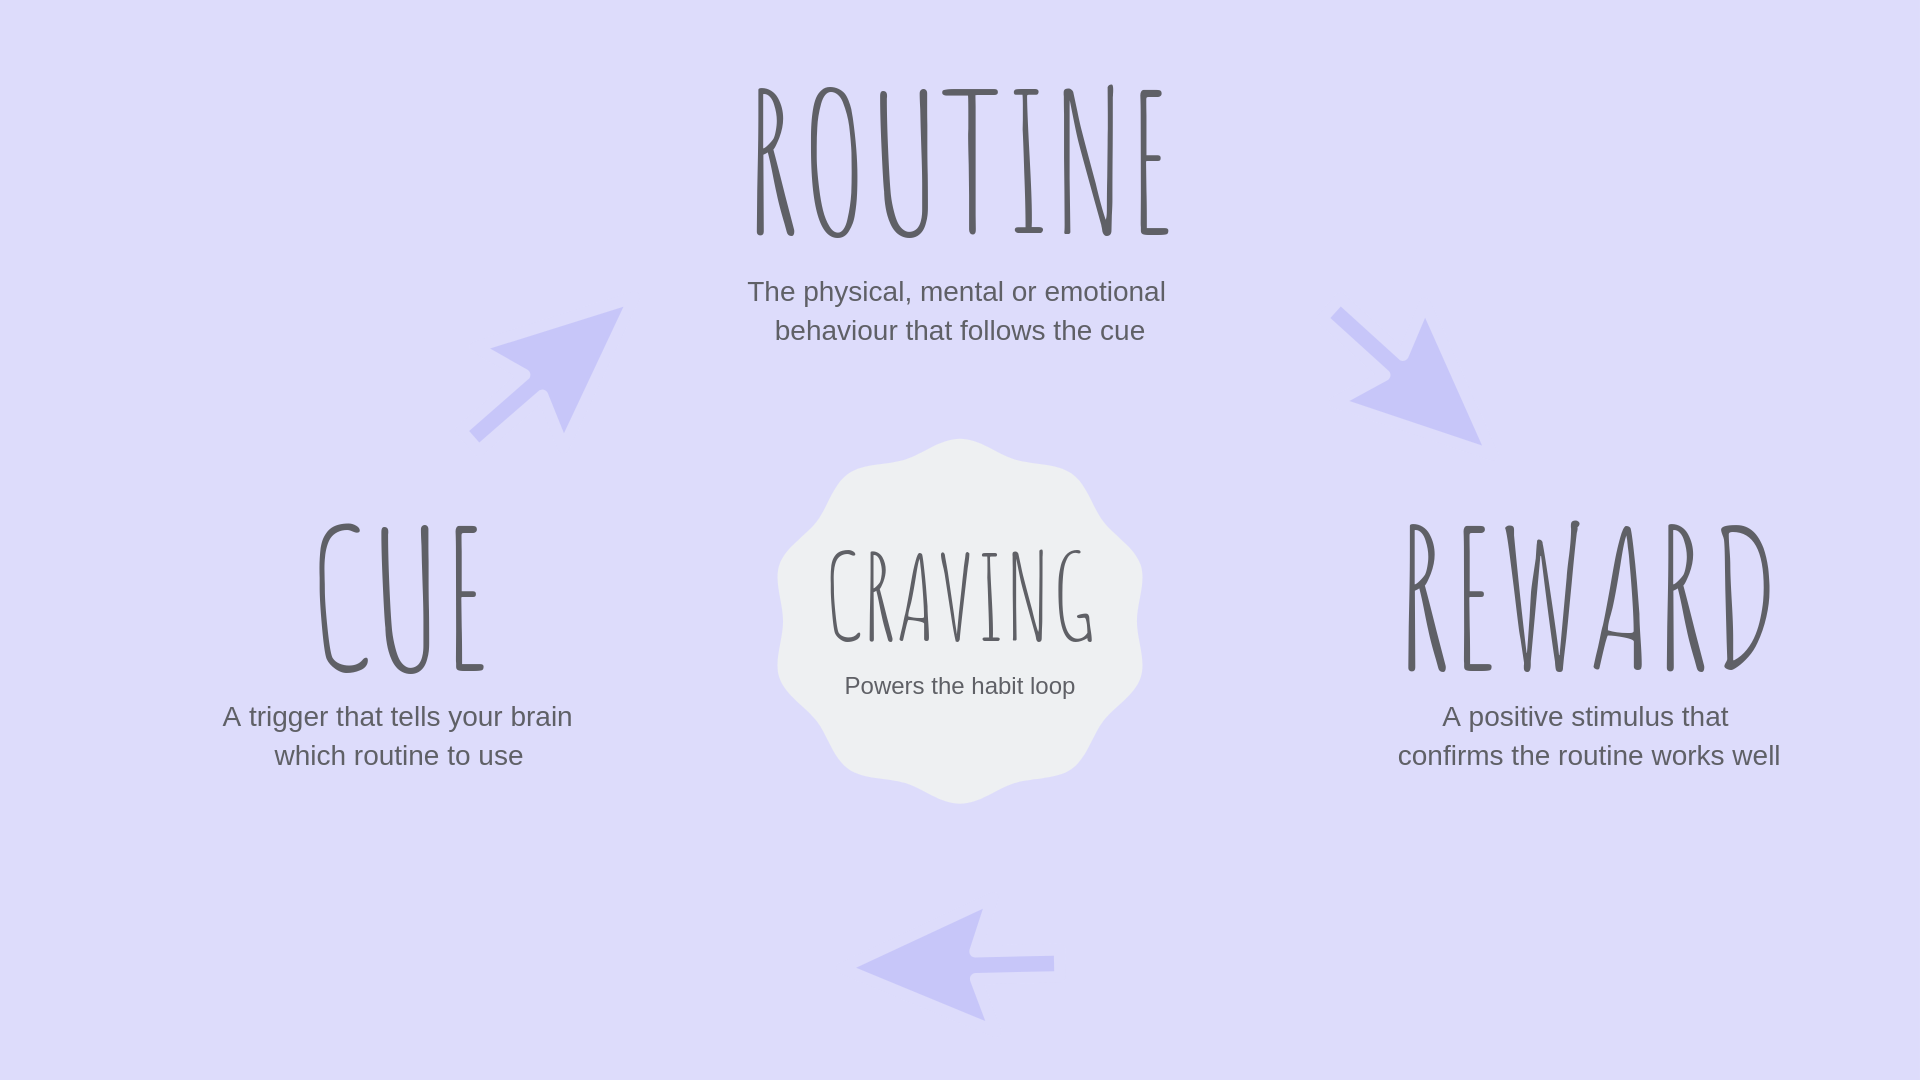 ROUTINE
The physical, mental or emotional
behaviour that follows the cue
CUE
A trigger that tells your brain
which routine to use
CRAVING
Powers the habit loop
REWARD
A positive stimulus that
confirms the routine works well